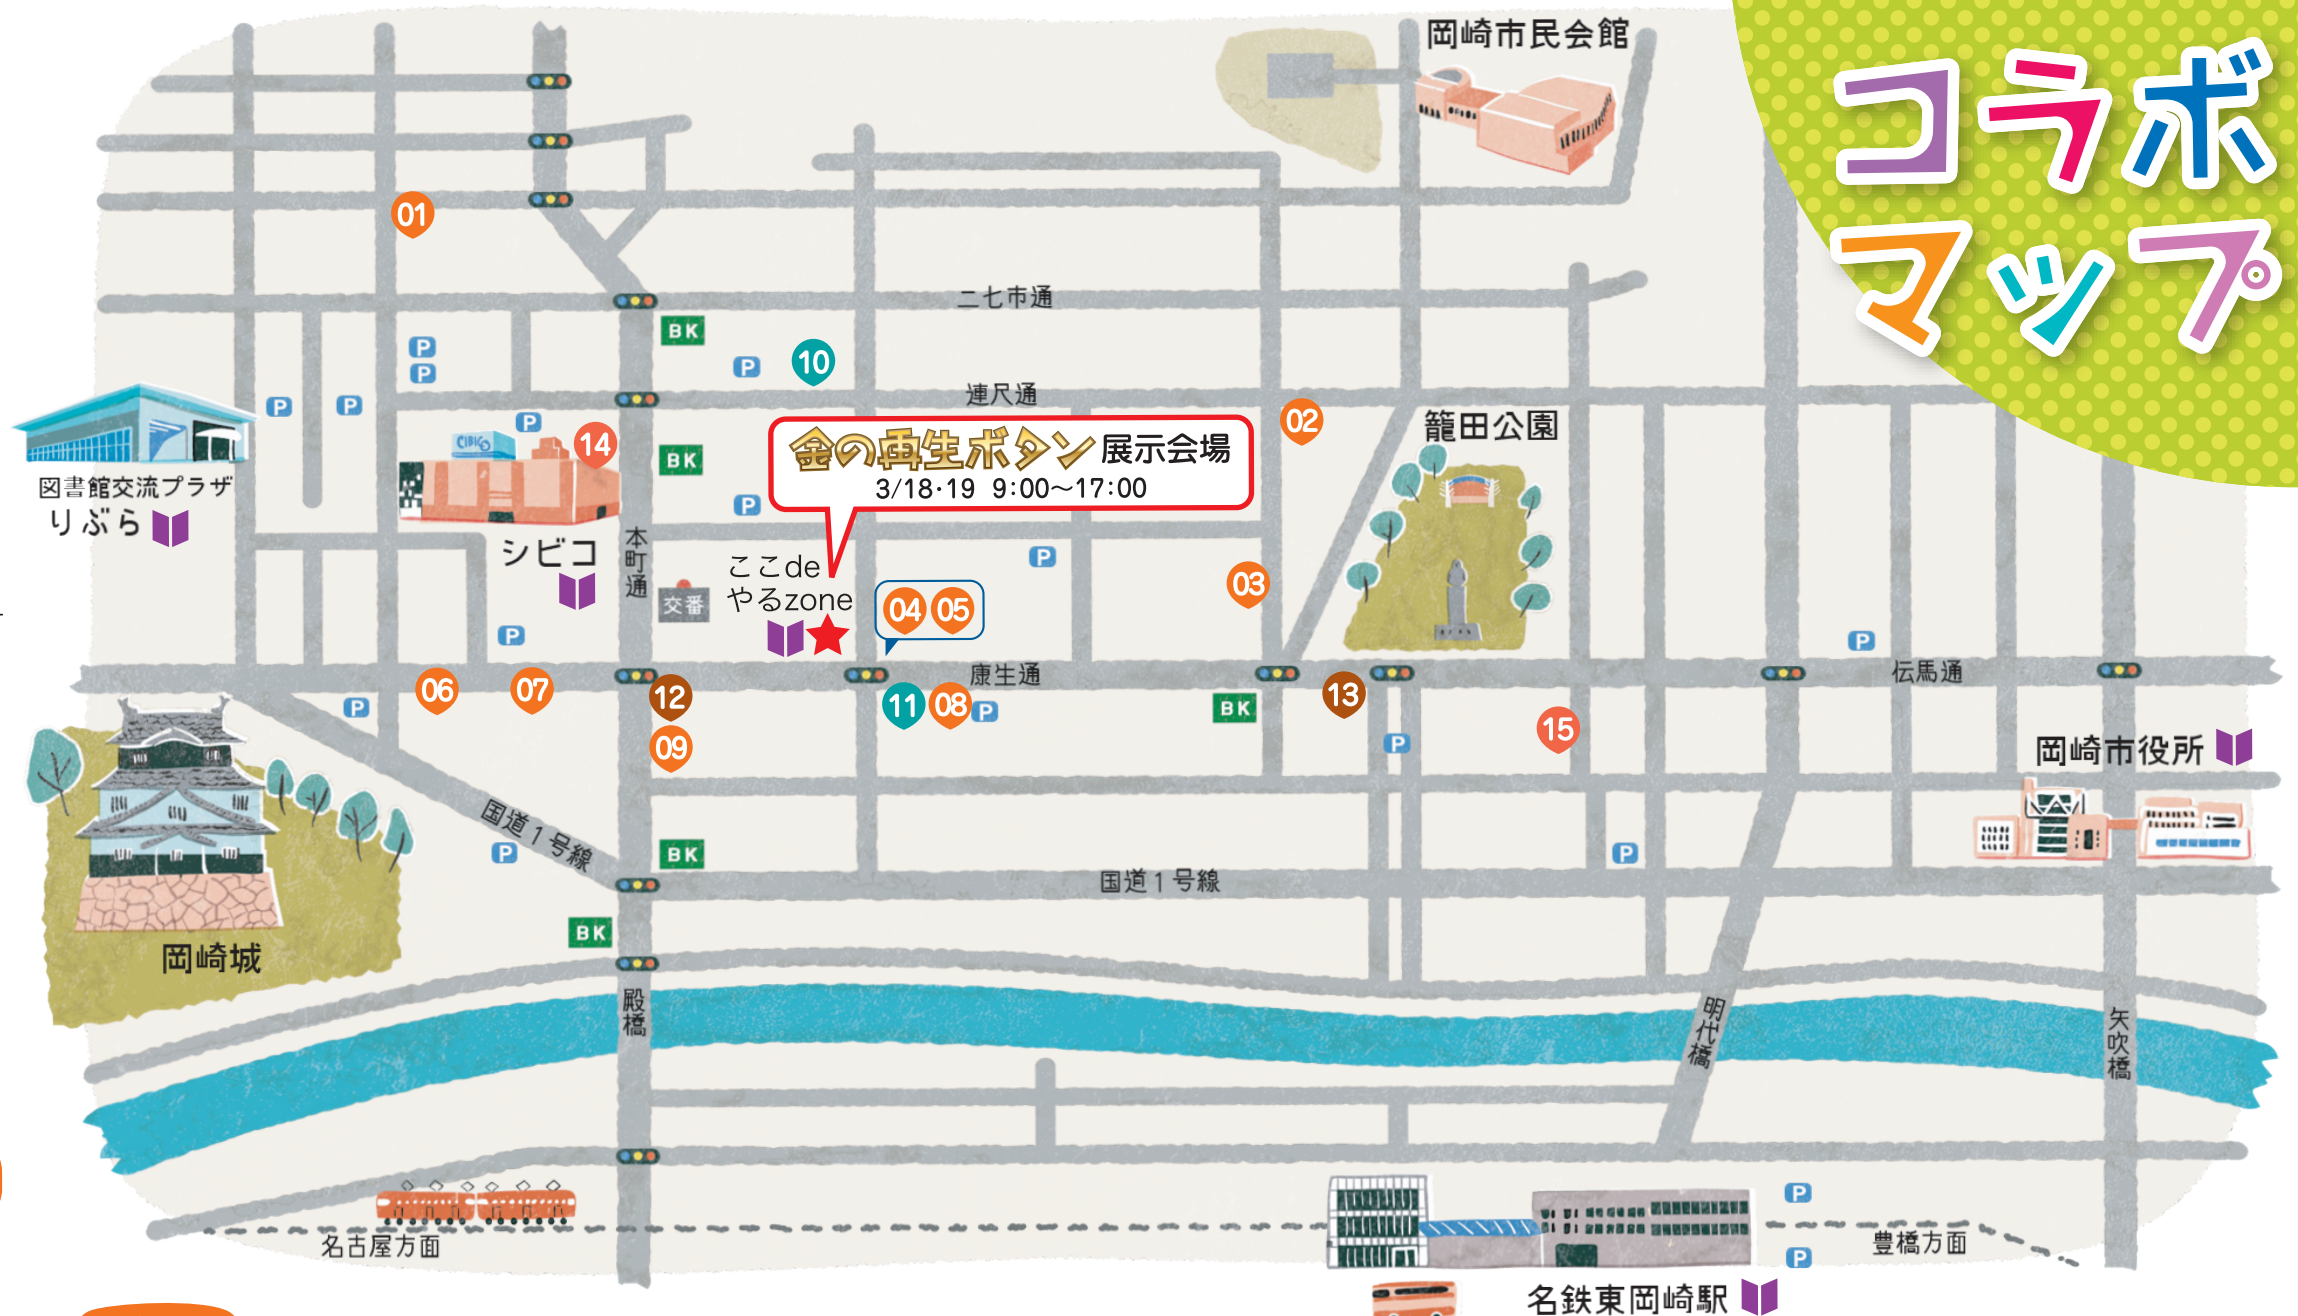 コラボ
マップ
岡崎市民会館
01
二七市通
BK
P
P
P
10
P
P
連尺通
P
CIBICO
14
BK
金の再生ボタン展示会場
3/18・19 9:00〜17:00
02
籠田公園
図書館交流プラザ
りぶら
P
シビコ
本町通
交番
ここde
やるzone
04 05
P
03
P
P
康生通
伝馬通
06
07
12
11
08
P
BK
13
15
P
09
P
岡崎市役所
国道1号線
P
BK
国道1号線
P
BK
岡崎城
殿橋
明代橋
矢吹橋
名古屋方面
P
P
豊橋方面
名鉄東岡崎駅